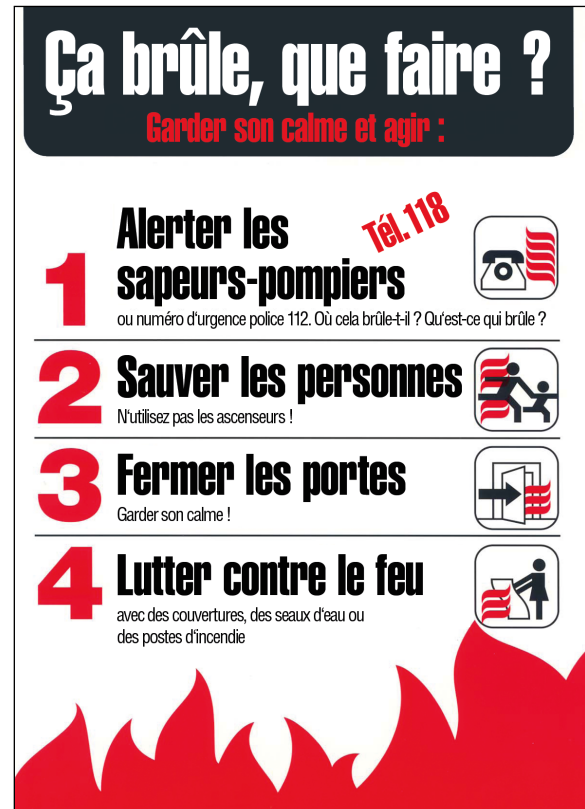 Ça brûle, que faire ?
Garder son calme et agir :
1
Alerter les
sapeurs-pompiers
Tél. 118
ou numéro d'urgence police 112. Où cela brûle-t-il ? Qu'est-ce qui brûle ?
2
Sauver les personnes
N'utilisez pas les ascenseurs !
3
Fermer les portes
Garder son calme !
4
Lutter contre le feu
avec des couvertures, des seaux d'eau ou
des postes d'incendie